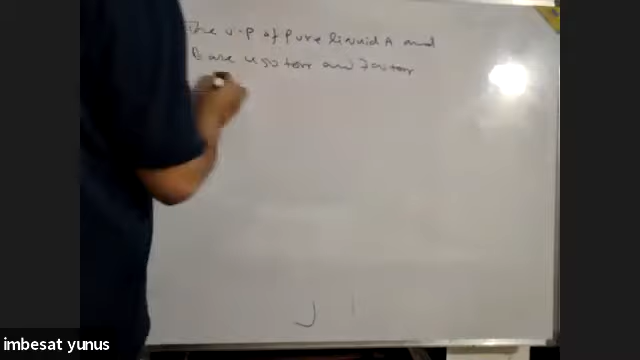 The v.p of Pure liquid A and
B are 450 torr and 700 torr
imbesat yunus